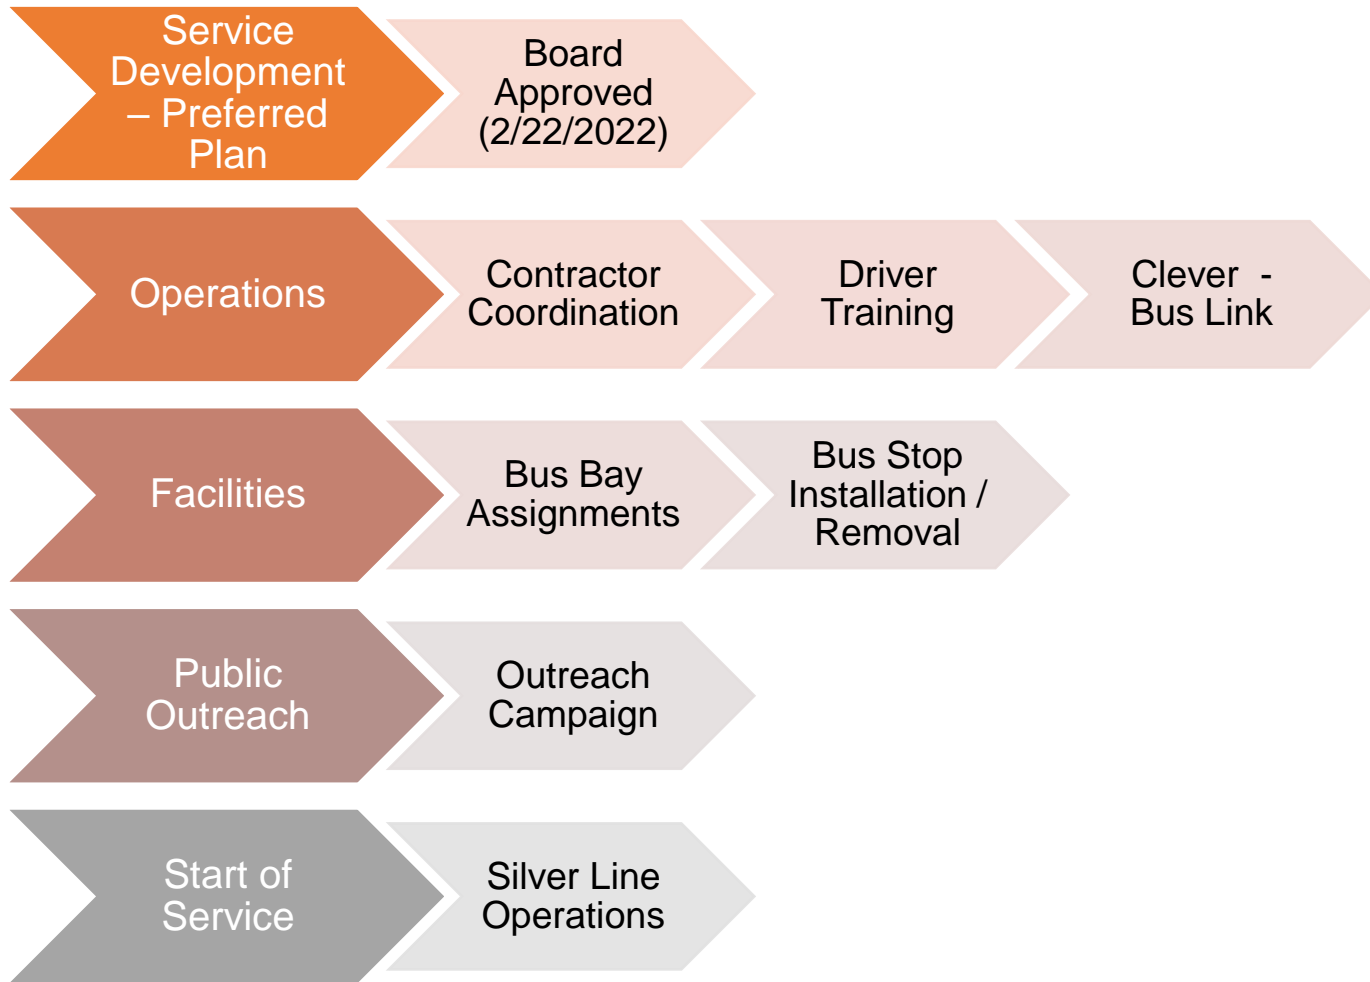 Service
Development
– Preferred
Plan
Board
Approved
(2/22/2022)
Operations
Contractor
Coordination
Driver
Training
Clever  -
Bus Link
Facilities
Bus Bay
Assignments
Bus Stop
Installation /
Removal
Public
Outreach
Outreach
Campaign
Start of
Service
Silver Line
Operations